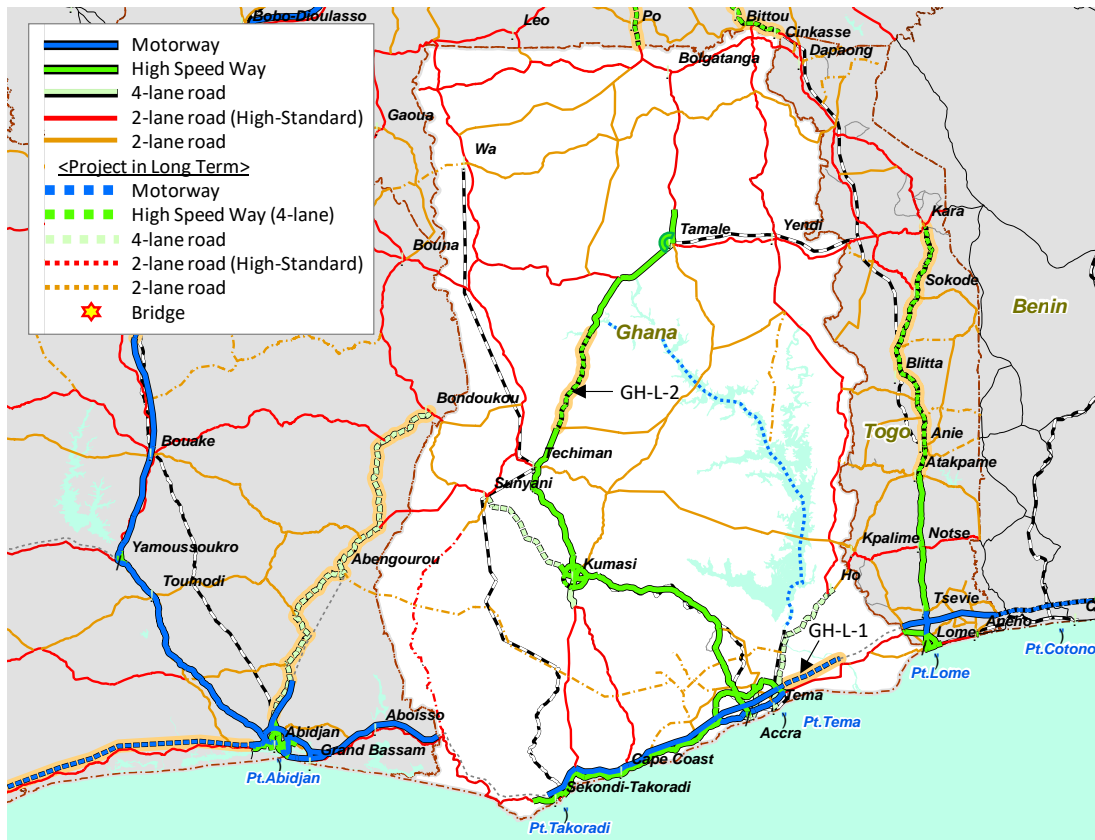 Motorway
High Speed Way
4-lane road
2-lane road (High-Standard)
2-lane road
<Project in Long Term>
Motorway
High Speed Way (4-lane)
4-lane road
2-lane road (High-Standard)
2-lane road
Bridge
Bobo-Dioulasso
Leo
Po
Bittou
Cinkasse
Dapaong
Bolgatanga
Gaoua
Wa
Kara
Tamale
Yendi
Bouna
Sokode
Benin
Ghana
Blitta
GH-L-2
Bondoukou
Togo
Anie
Bouake
Techiman
Atakpame
Sunyani
Yamoussoukro
Kpalime
Notse
Abengourou
Kumasi
Toumodi
Ho
Tsevie
GH-L-1
Lome
Aneho
Pt.Cotono
Pt.Lome
Tema
Pt.Tema
Aboisso
Accra
Abidjan
Grand Bassam
Cape Coast
Pt.Abidjan
Sekondi-Takoradi
Pt.Takoradi